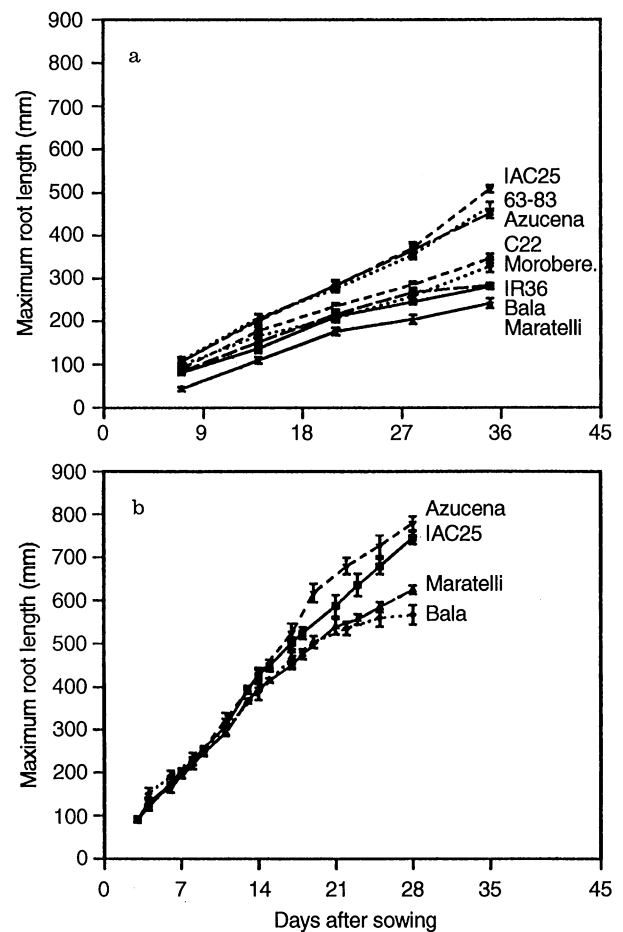 900
800
700
600
500
400
300
200
100
0
Maximum root length (mm)
a
IAC25
63-83
Azucena
C22
Morobere.
IR36
Bala
Maratelli
0 9 18 27 36 45
900
800
700
600
500
400
300
200
100
0
Maximum root length (mm)
b
Azucena
IAC25
Maratelli
Bala
0 7 14 21 28 35 45
Days after sowing